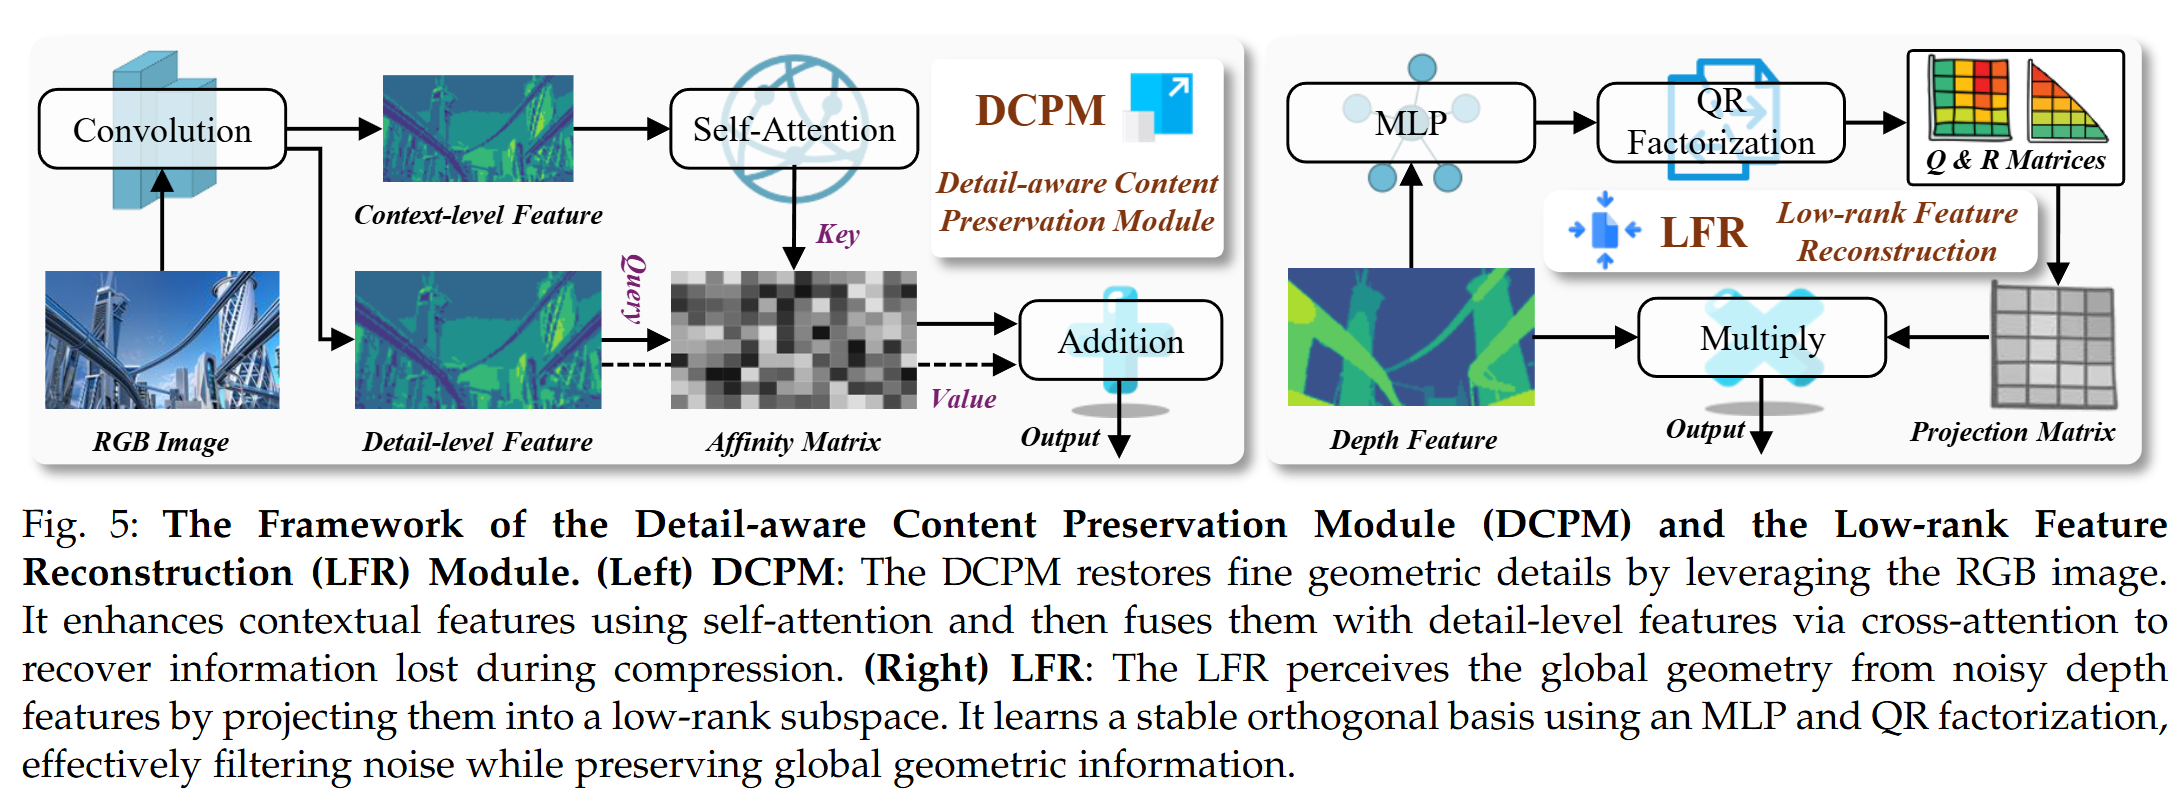 Convolution
Self-Attention
DCPM
Detail-aware Content
Preservation Module
Context-level Feature
Key
Query
Addition
Value
RGB Image
Detail-level Feature
Affinity Matrix
Output
MLP
QR
Factorization
Q & R Matrices
LFR
Low-rank Feature
Reconstruction
Multiply
Depth Feature
Output
Projection Matrix
Fig. 5: The Framework of the Detail-aware Content Preservation Module (DCPM) and the Low-rank Feature
Reconstruction (LFR) Module. (Left) DCPM: The DCPM restores fine geometric details by leveraging the RGB image.
It enhances contextual features using self-attention and then fuses them with detail-level features via cross-attention to
recover information lost during compression. (Right) LFR: The LFR perceives the global geometry from noisy depth
features by projecting them into a low-rank subspace. It learns a stable orthogonal basis using an MLP and QR factorization,
effectively filtering noise while preserving global geometric information.